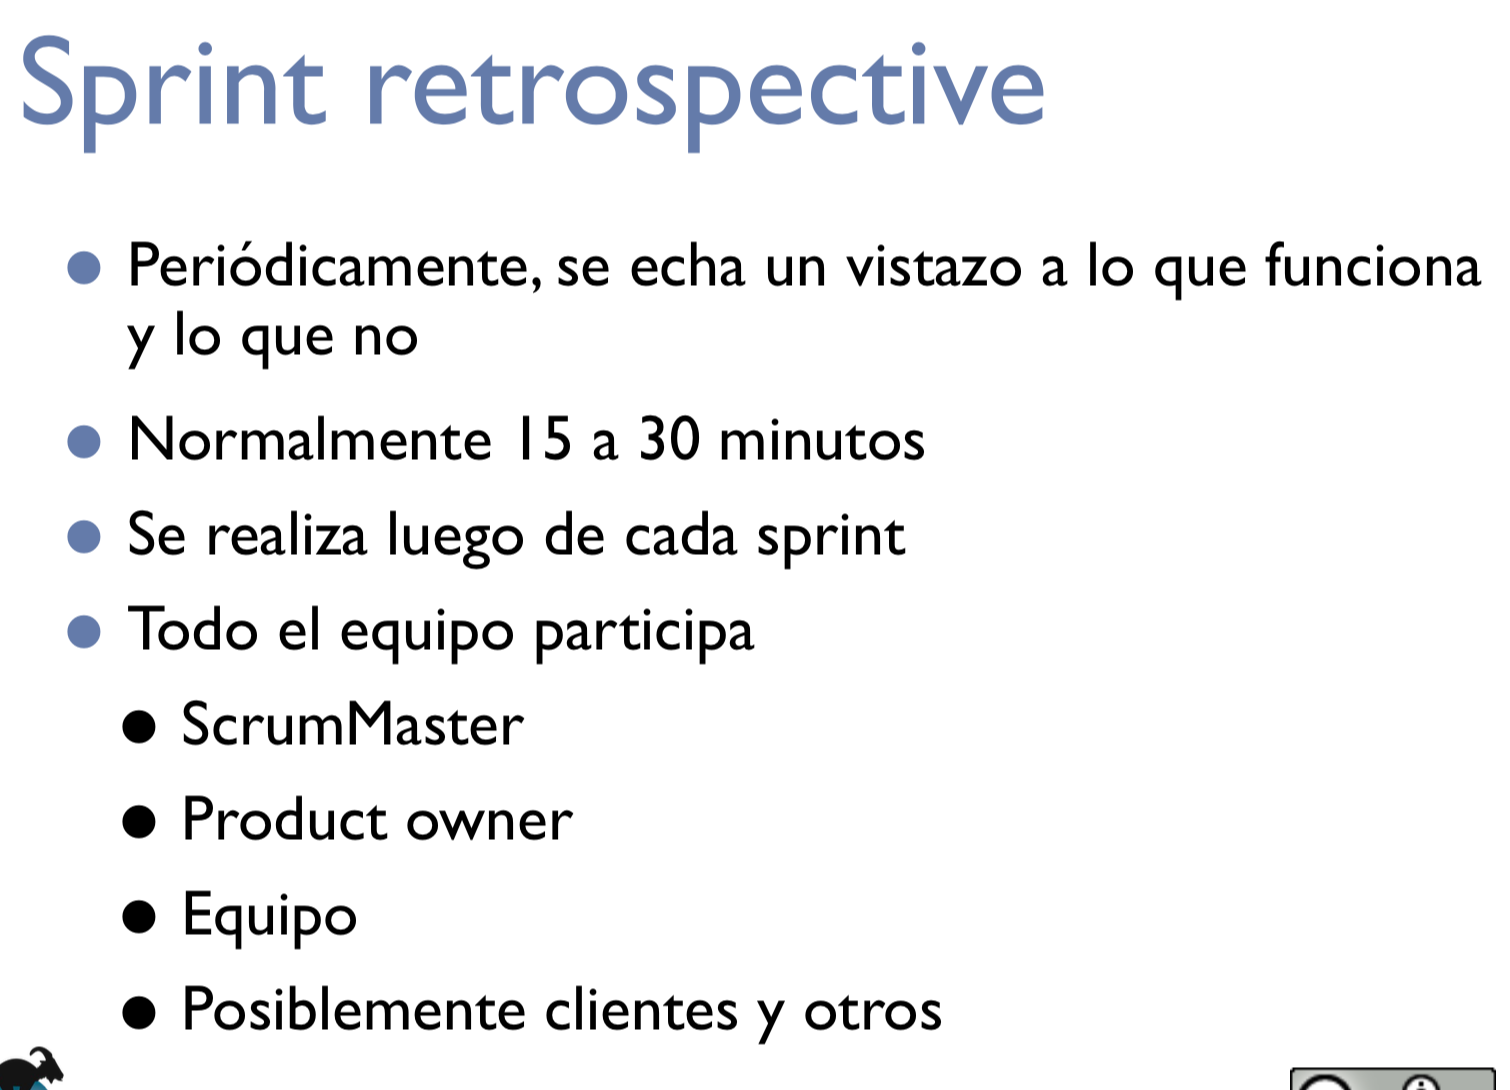 Sprint retrospective
Periódicamente, se echa un vistazo a lo que funciona
y lo que no
Normalmente 15 a 30 minutos
Se realiza luego de cada sprint
Todo el equipo participa
ScrumMaster
Product owner
Equipo
Posiblemente clientes y otros